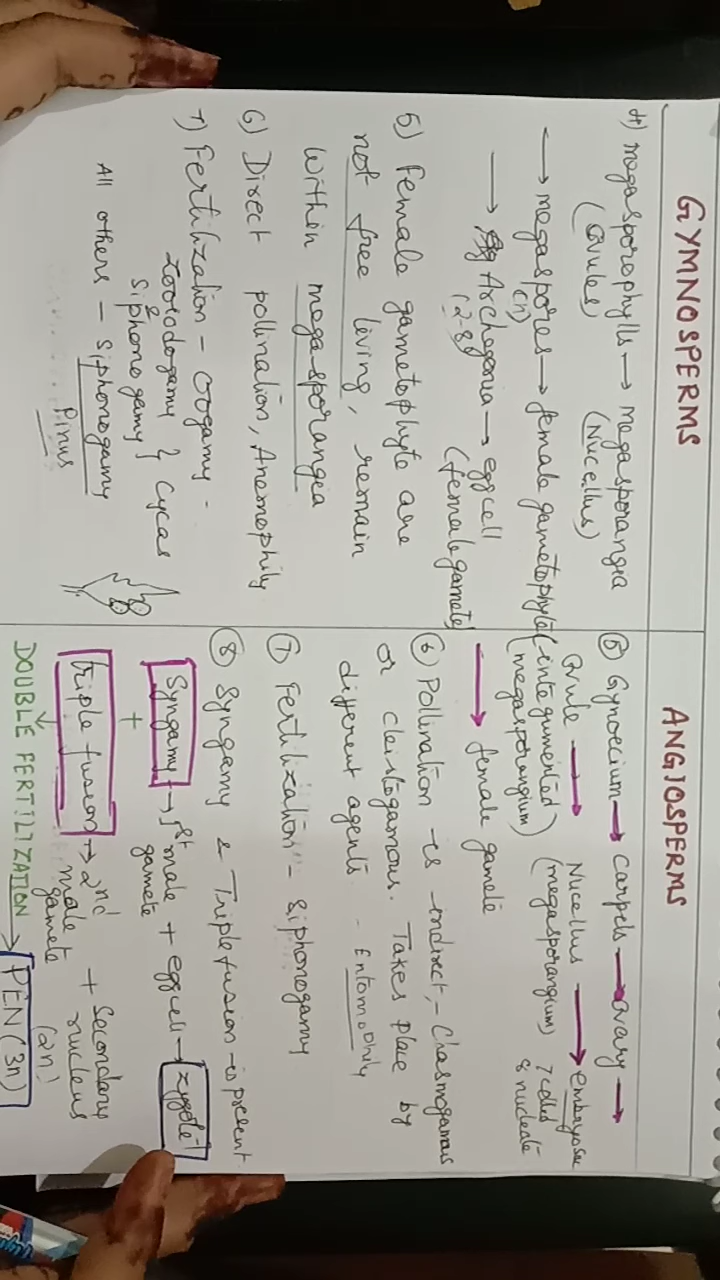 GYMNOSPERMS
4) megasporophylls → megasporangia
(Ovules) (Nucellus)
→ megaspores → female gametophyte
(n)
→ Archegonia → eggcell
(2-8) (female gamete)
5) Female gametophyte are
not free living, remain
within megasporangia
6) Direct pollination, Anemophily
7) Fertilization - Oogamy -
Zooidogamy } Cycas
&
Siphonogamy
All others - Siphonogamy
Pinus
ANGIOSPERMS
⑤ Gynoecium → carpels → ovary →
Ovule → Nucellus → embryosac
(integumented (megasporangium) 7 celled
megasporangium) 8 nucleate
→ female gamete
⑥ Pollination is indirect, - Chasmogamous
or cleistogamous. Takes place by
different agents - Entomophily
⑦ Fertilization - Siphonogamy
⑧ Syngamy & Triple fusion is present
Syngamy → 1st male + eggcell → zygote
gamete
+
Triple fusion → 2nd male gamete + Secondary nucleus
(2n)
DOUBLE FERTILIZATION → PEN (3n)